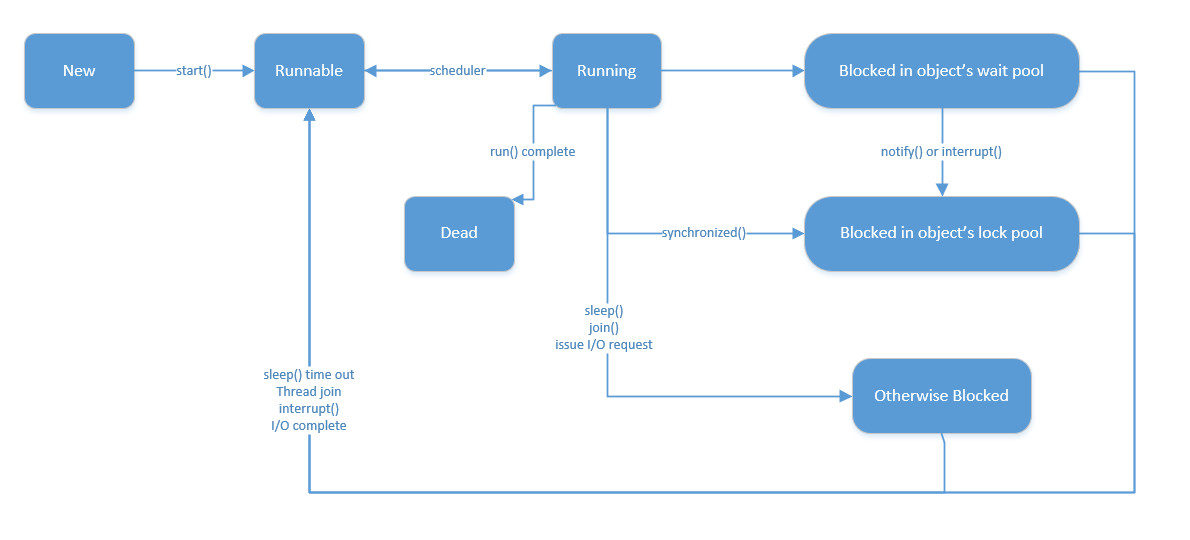 New
start()
Runnable
scheduler
Running
Blocked in object's wait pool
run() complete
notify() or interrupt()
Dead
synchronized()
Blocked in object's lock pool
sleep()
join()
issue I/O request
sleep() time out
Thread join
interrupt()
I/O complete
Otherwise Blocked